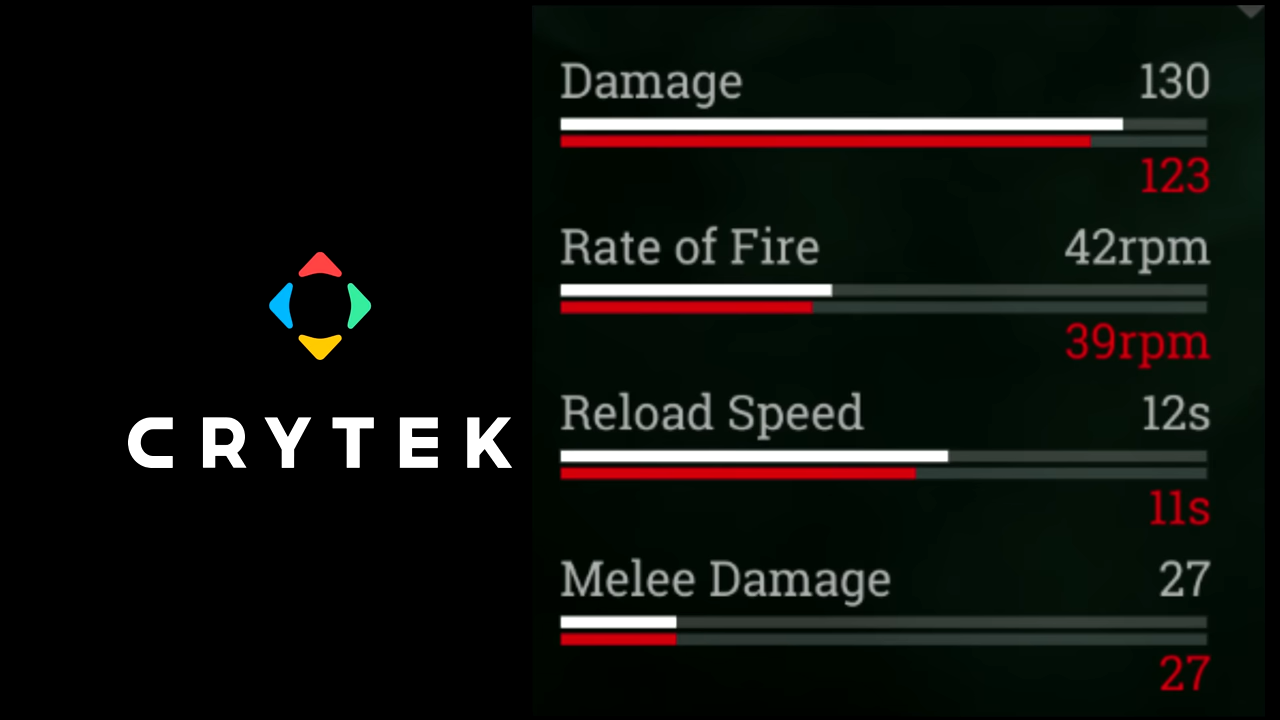 CRYTEK
Damage 130
123
Rate of Fire 42rpm
39rpm
Reload Speed 12s
11s
Melee Damage 27
27